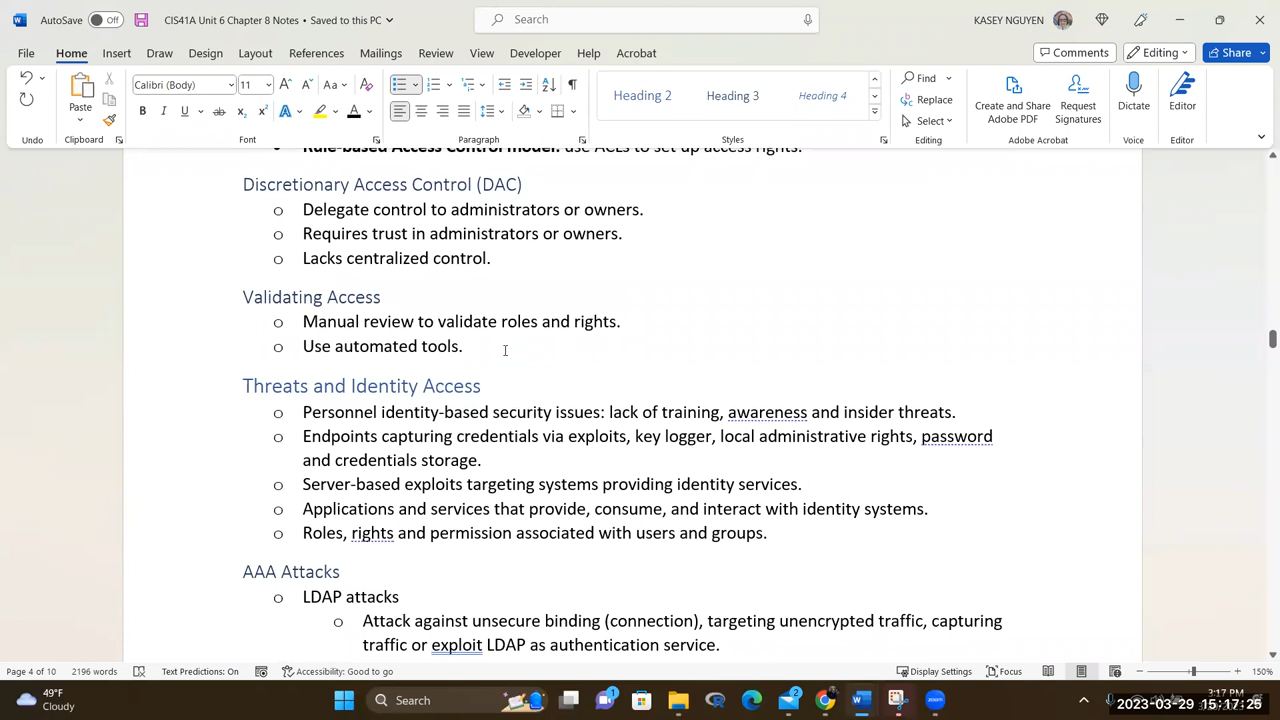 AutoSave Off CIS41A Unit 6 Chapter 8 Notes • Saved to this PC Search KASEY NGUYEN
File Home Insert Draw Design Layout References Mailings Review View Developer Help Acrobat Comments Editing Share
Calibri (Body) 11 Aa Heading 2 Heading 3 Heading 4 Find
Paste Replace Create and Share Adobe PDF Request Signatures Dictate Editor
B I U ab x₂ x² A A Select
Undo Clipboard Font Paragraph Styles Editing Adobe Acrobat Voice Editor
• Rule-based Access Control model: use ACLs to set up access rights.
Discretionary Access Control (DAC)
o Delegate control to administrators or owners.
o Requires trust in administrators or owners.
o Lacks centralized control.
Validating Access
o Manual review to validate roles and rights.
o Use automated tools.
Threats and Identity Access
o Personnel identity-based security issues: lack of training, awareness and insider threats.
o Endpoints capturing credentials via exploits, key logger, local administrative rights, password
and credentials storage.
o Server-based exploits targeting systems providing identity services.
o Applications and services that provide, consume, and interact with identity systems.
o Roles, rights and permission associated with users and groups.
AAA Attacks
o LDAP attacks
o Attack against unsecure binding (connection), targeting unencrypted traffic, capturing
traffic or exploit LDAP as authentication service.
Page 4 of 10 2196 words Text Predictions: On Accessibility: Good to go Display Settings Focus 150%
49°F
Cloudy Search 1 2 zoom 3:17 PM
2023-03-29 15:17:25